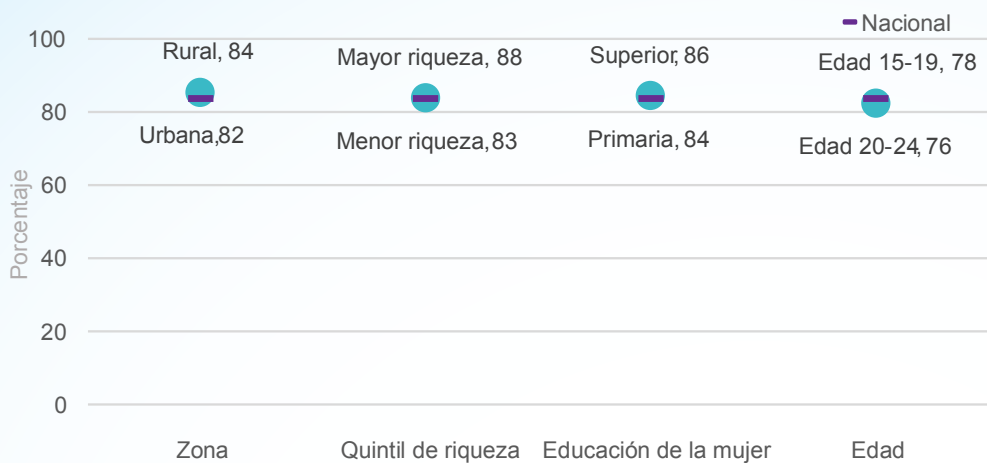 Nacional
100
80
60
40
20
0
Porcentaje
Rural, 84
Urbana,82
Mayor riqueza, 88
Menor riqueza,83
Superior, 86
Primaria, 84
Edad 15-19, 78
Edad 20-24, 76
Zona
Quintil de riqueza
Educación de la mujer
Edad